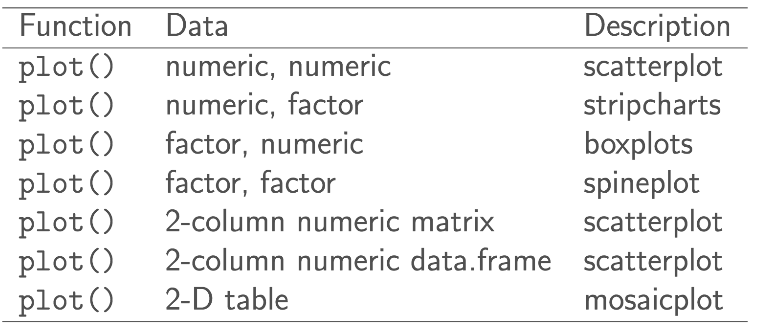 Function Data Description
plot() numeric, numeric scatterplot
plot() numeric, factor stripcharts
plot() factor, numeric boxplots
plot() factor, factor spineplot
plot() 2-column numeric matrix scatterplot
plot() 2-column numeric data.frame scatterplot
plot() 2-D table mosaicplot